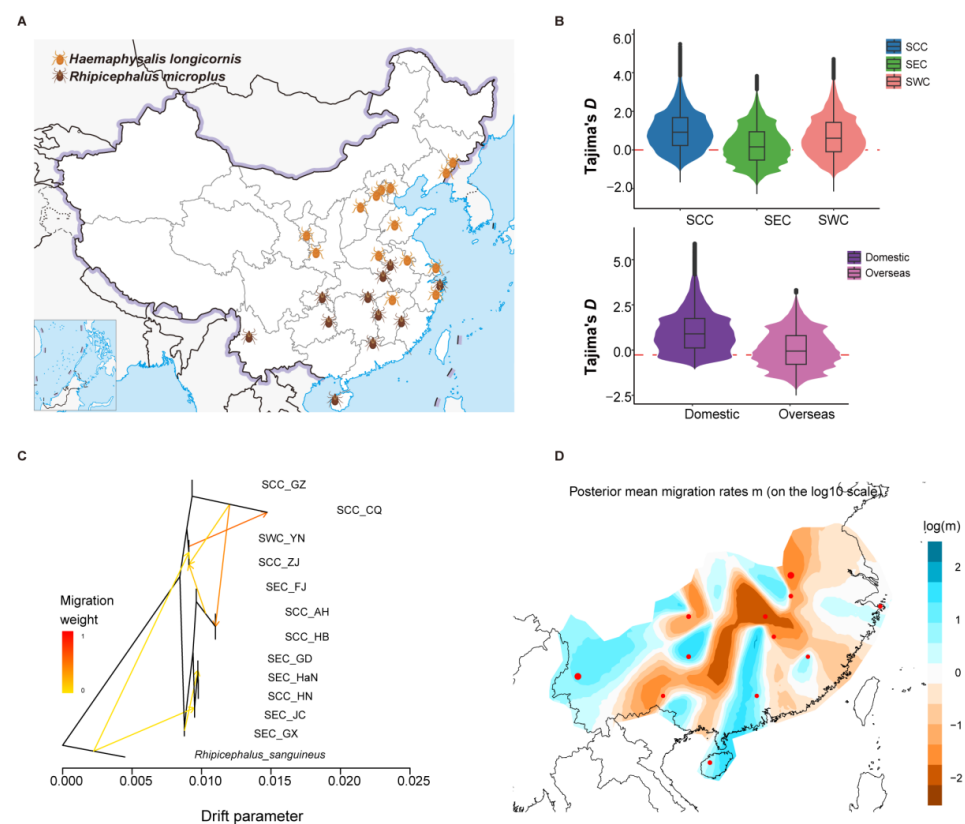 A
Haemaphysalis longicornis
Rhipicephalus microplus
B
Tajima's D
6.0
4.0
2.0
0.0
−2.0
SCC
SEC
SWC
SCC
SEC
SWC
Tajima's D
5.0
2.5
0.0
−2.5
Domestic
Overseas
Domestic
Overseas
C
SCC_GZ
SCC_CQ
SWC_YN
SCC_ZJ
SEC_FJ
SCC_AH
SCC_HB
SEC_GD
SEC_HaN
SCC_HN
SEC_JC
SEC_GX
Rhipicephalus_sanguineus
Migration
weight
1
0
0.000
0.005
0.010
0.015
0.020
0.025
Drift parameter
D
Posterior mean migration rates m (on the log10 scale)
log(m)
2
1
0
−1
−2